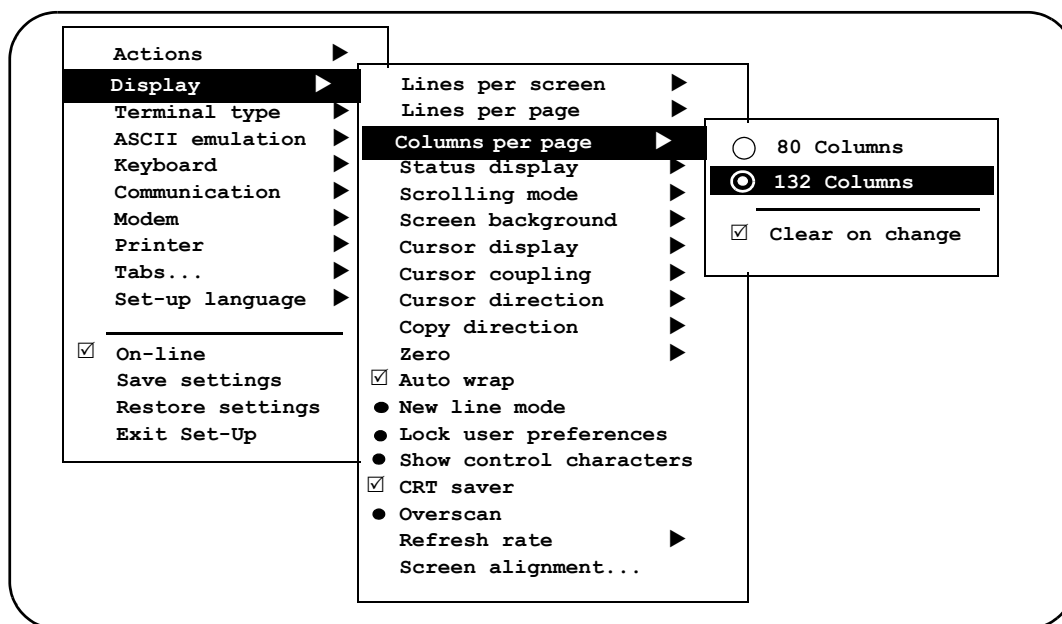 Actions
Display
Terminal type
ASCII emulation
Keyboard
Communication
Modem
Printer
Tabs...
Set-up language
On-line
Save settings
Restore settings
Exit Set-Up
Lines per screen
Lines per page
Columns per page
Status display
Scrolling mode
Screen background
Cursor display
Cursor coupling
Cursor direction
Copy direction
Zero
Auto wrap
New line mode
Lock user preferences
Show control characters
CRT saver
Overscan
Refresh rate
Screen alignment...
80 Columns
132 Columns
Clear on change